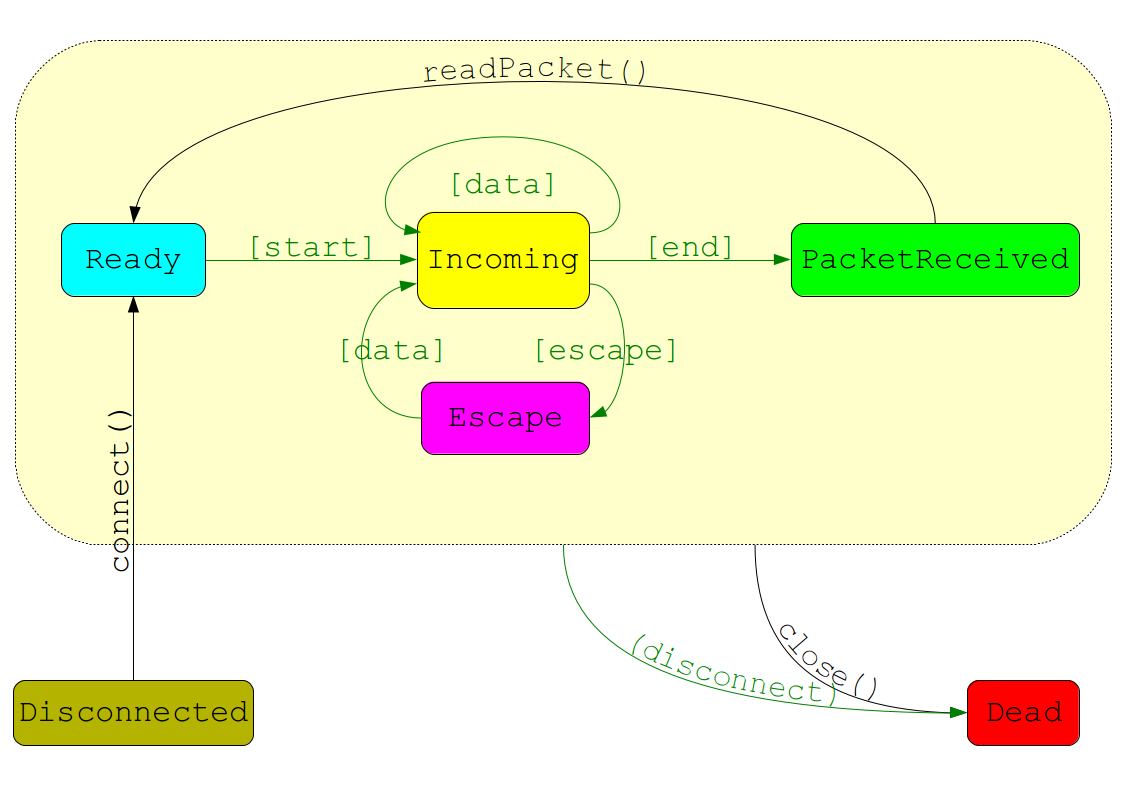 readPacket()
[data]
[start]
[end]
Ready
Incoming
PacketReceived
[data]
[escape]
Escape
connect()
(disconnect)
close()
Disconnected
Dead